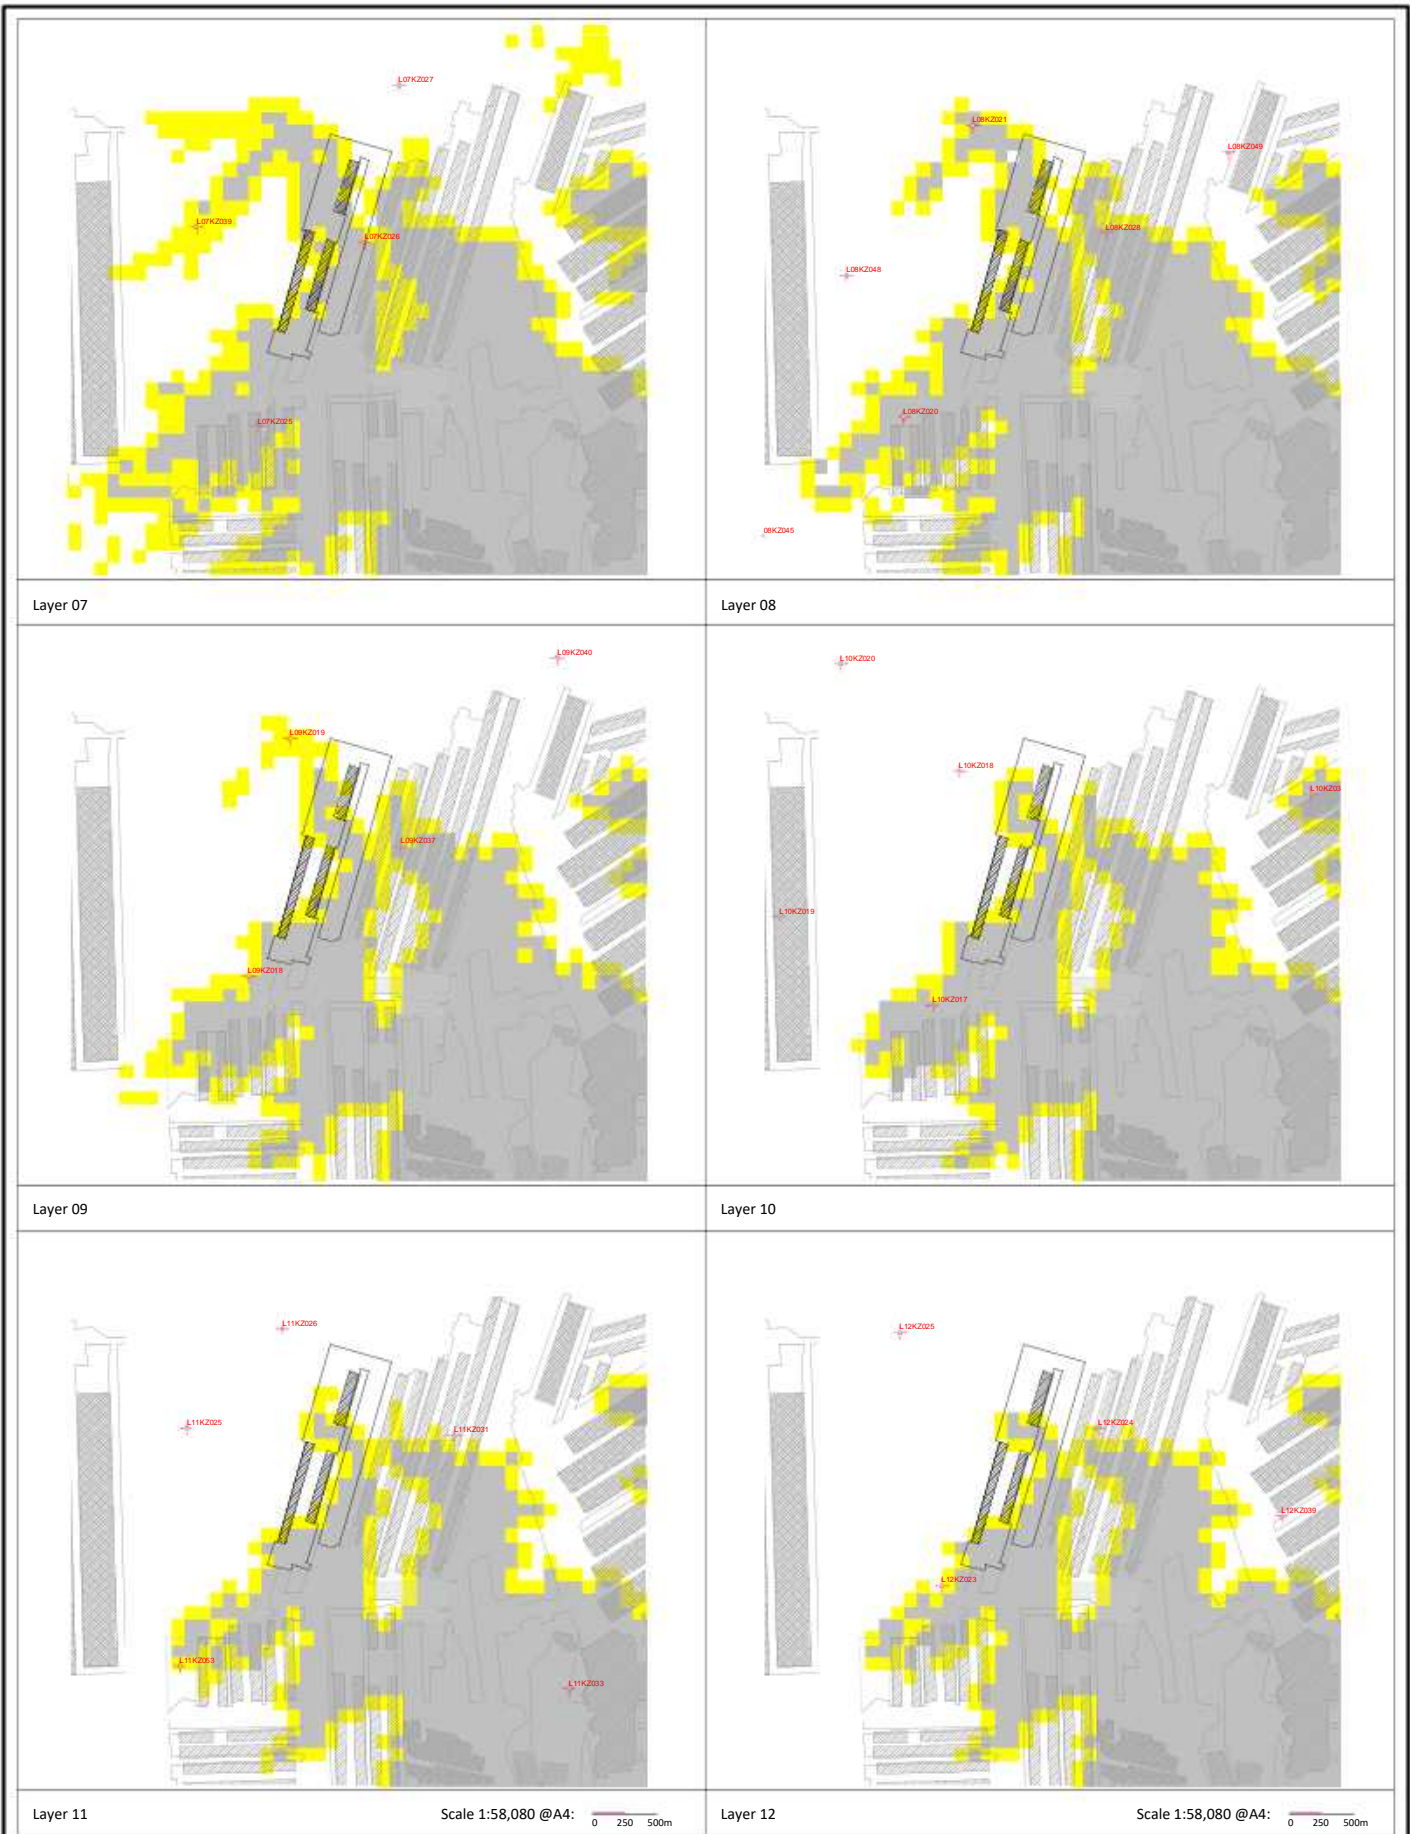 L07KZ027
L07KZ039
L07KZ026
L07KZ025
Layer 07
L08KZ021
L08KZ049
L08KZ028
L08KZ048
L08KZ020
08KZ045
Layer 08
L09KZ040
L09KZ019
L09KZ037
L09KZ018
Layer 09
L10KZ020
L10KZ018
L10KZ03
L10KZ019
L10KZ017
Layer 10
L11KZ026
L11KZ025
L11KZ031
L11KZ053
L11KZ033
Layer 11
Scale 1:58,080 @A4:
0 250 500m
L12KZ025
L12KZ024
L12KZ039
L12KZ023
Layer 12
Scale 1:58,080 @A4:
0 250 500m